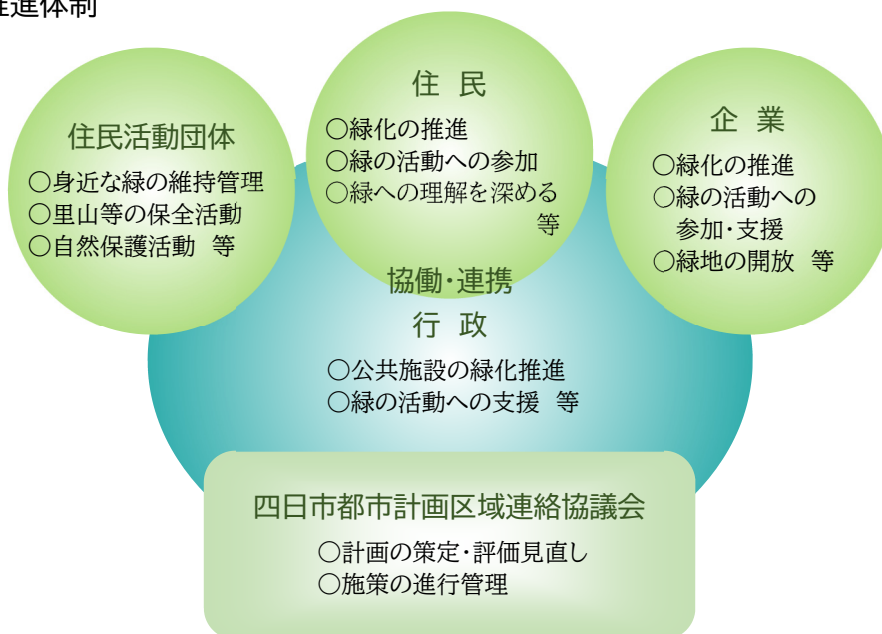 推進体制
住民活動団体
○身近な緑の維持管理
○里山等の保全活動
○自然保護活動 等
住 民
○緑化の推進
○緑の活動への参加
○緑への理解を深める
等
企 業
○緑化の推進
○緑の活動への
参加・支援
○緑地の開放 等
協働・連携
行 政
○公共施設の緑化推進
○緑の活動への支援 等
四日市都市計画区域連絡協議会
○計画の策定・評価見直し
○施策の進行管理